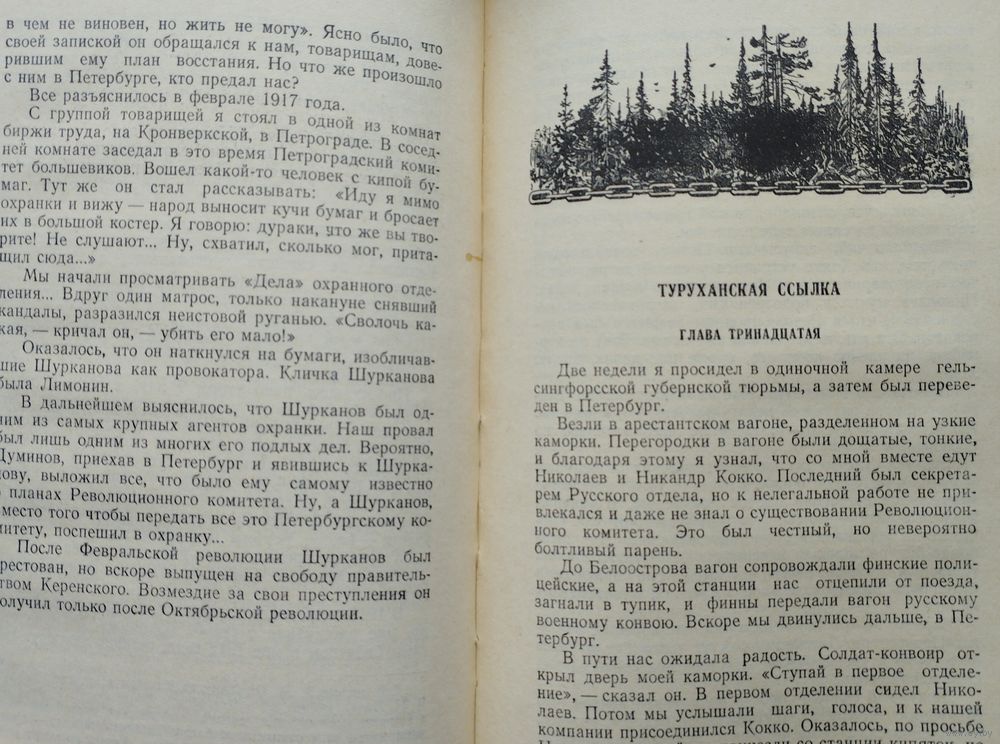 в чем не виновен, но жить не могу». Ясно было, что
своей запиской он обращался к нам, товарищам, дове-
рившим ему план восстания. Но что же произошло
с ним в Петербурге, кто предал нас?
Все разъяснилось в феврале 1917 года.
С группой товарищей я стоял в одной из комнат
биржи труда, на Кронверкской, в Петрограде. В сосед-
ней комнате заседал в это время Петроградский коми-
тет большевиков. Вошел какой-то человек с кипой бу-
маг. Тут же он стал рассказывать: «Иду я мимо
охранки и вижу — народ выносит кучи бумаг и бросает
их в большой костер. Я говорю: дураки, что же вы тво-
рите! Не слушают... Ну, схватил, сколько мог, прита-
щил сюда...»
Мы начали просматривать «Дела» охранного отде-
ления... Вдруг один матрос, только накануне снявший
кандалы, разразился неистовой руганью. «Сволочь ка-
кая, — кричал он, — убить его мало!»
Оказалось, что он наткнулся на бумаги, изобличав-
шие Шурканова как провокатора. Кличка Шурканова
была Лимонин.
В дальнейшем выяснилось, что Шурканов был од-
ним из самых крупных агентов охранки. Наш провал
был лишь одним из многих его подлых дел. Вероятно,
Думинов, приехав в Петербург и явившись к Шурка-
нову, выложил все, что было ему самому известно
планах Революционного комитета. Ну, а Шурканов,
место того чтобы передать все это Петербургскому ко-
митету, поспешил в охранку...
После Февральской революции Шурканов был
рестован, но вскоре выпущен на свободу правитель-
ством Керенского. Возмездие за свои преступления он
олучил только после Октябрьской революции.
ТУРУХАНСКАЯ ССЫЛКА
ГЛАВА ТРИНАДЦАТАЯ
Две недели я просидел в одиночной камере гель-
сингфорсской губернской тюрьмы, а затем был переве-
ден в Петербург.
Везли в арестантском вагоне, разделенном на узкие
каморки. Перегородки в вагоне были дощатые, тонкие,
и благодаря этому я узнал, что со мной вместе едут
Николаев и Никандр Кокко. Последний был секрета-
рем Русского отдела, но к нелегальной работе не при-
влекался и даже не знал о существовании Революцион-
ного комитета. Это был честный, но невероятно
болтливый парень.
До Белоострова вагон сопровождали финские поли-
цейские, а на этой станции нас отцепили от поезда,
загнали в тупик, и финны передали вагон русскому
военному конвою. Вскоре мы двинулись дальше, в Пе-
тербург.
В пути нас ожидала радость. Солдат-конвоир от-
крыл дверь моей каморки. «Ступай в первое отделе-
ние», — сказал он. В первом отделении сидел Нико-
лаев. Потом мы услышали шаги, голоса, и к нашей
компании присоединился Кокко. Оказалось, по просьбе